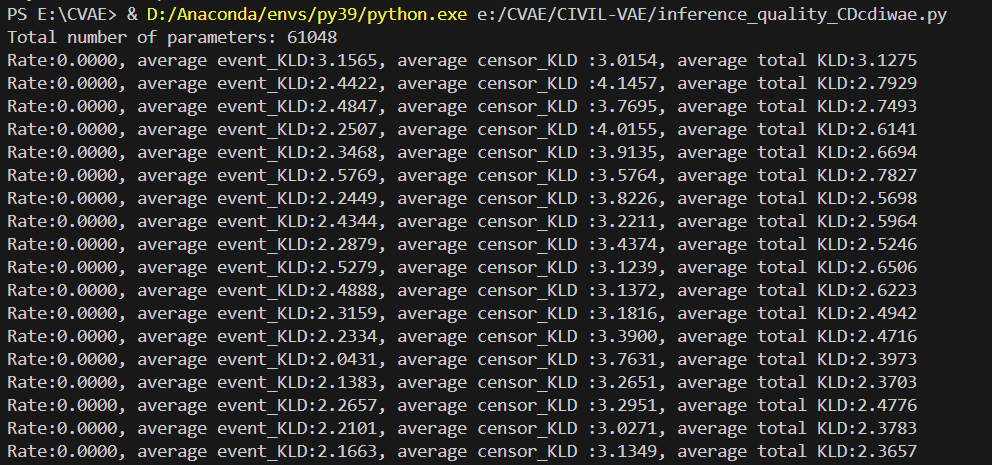 PS E:\CVAE> & D:/Anaconda/envs/py39/python.exe e:/CVAE/CIVIL-VAE/inference_quality_CDcdiwae.py
Total number of parameters: 61048
Rate:0.0000, average event_KLD:3.1565, average censor_KLD :3.0154, average total KLD:3.1275
Rate:0.0000, average event_KLD:2.4422, average censor_KLD :4.1457, average total KLD:2.7929
Rate:0.0000, average event_KLD:2.4847, average censor_KLD :3.7695, average total KLD:2.7493
Rate:0.0000, average event_KLD:2.2507, average censor_KLD :4.0155, average total KLD:2.6141
Rate:0.0000, average event_KLD:2.3468, average censor_KLD :3.9135, average total KLD:2.6694
Rate:0.0000, average event_KLD:2.5769, average censor_KLD :3.5764, average total KLD:2.7827
Rate:0.0000, average event_KLD:2.2449, average censor_KLD :3.8226, average total KLD:2.5698
Rate:0.0000, average event_KLD:2.4344, average censor_KLD :3.2211, average total KLD:2.5964
Rate:0.0000, average event_KLD:2.2879, average censor_KLD :3.4374, average total KLD:2.5246
Rate:0.0000, average event_KLD:2.5279, average censor_KLD :3.1239, average total KLD:2.6506
Rate:0.0000, average event_KLD:2.4888, average censor_KLD :3.1372, average total KLD:2.6223
Rate:0.0000, average event_KLD:2.3159, average censor_KLD :3.1816, average total KLD:2.4942
Rate:0.0000, average event_KLD:2.2334, average censor_KLD :3.3900, average total KLD:2.4716
Rate:0.0000, average event_KLD:2.0431, average censor_KLD :3.7631, average total KLD:2.3973
Rate:0.0000, average event_KLD:2.1383, average censor_KLD :3.2651, average total KLD:2.3703
Rate:0.0000, average event_KLD:2.2657, average censor_KLD :3.2951, average total KLD:2.4776
Rate:0.0000, average event_KLD:2.2101, average censor_KLD :3.0271, average total KLD:2.3783
Rate:0.0000, average event_KLD:2.1663, average censor_KLD :3.1349, average total KLD:2.3657